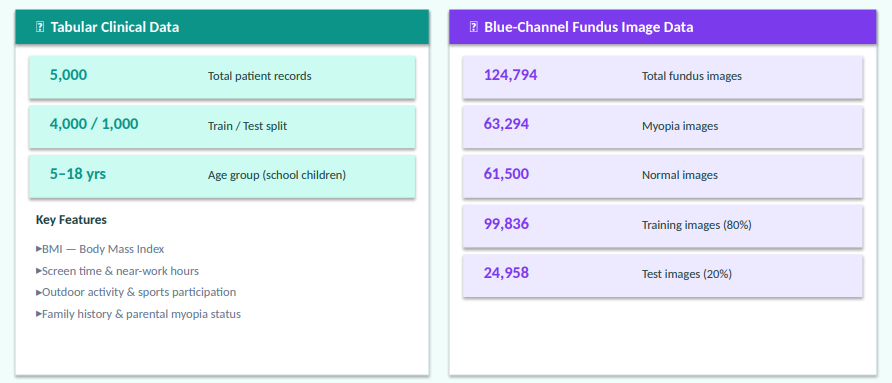 Tabular Clinical Data
5,000 Total patient records
4,000 / 1,000 Train / Test split
5–18 yrs Age group (school children)
Key Features
▸BMI — Body Mass Index
▸Screen time & near-work hours
▸Outdoor activity & sports participation
▸Family history & parental myopia status
Blue-Channel Fundus Image Data
124,794 Total fundus images
63,294 Myopia images
61,500 Normal images
99,836 Training images (80%)
24,958 Test images (20%)